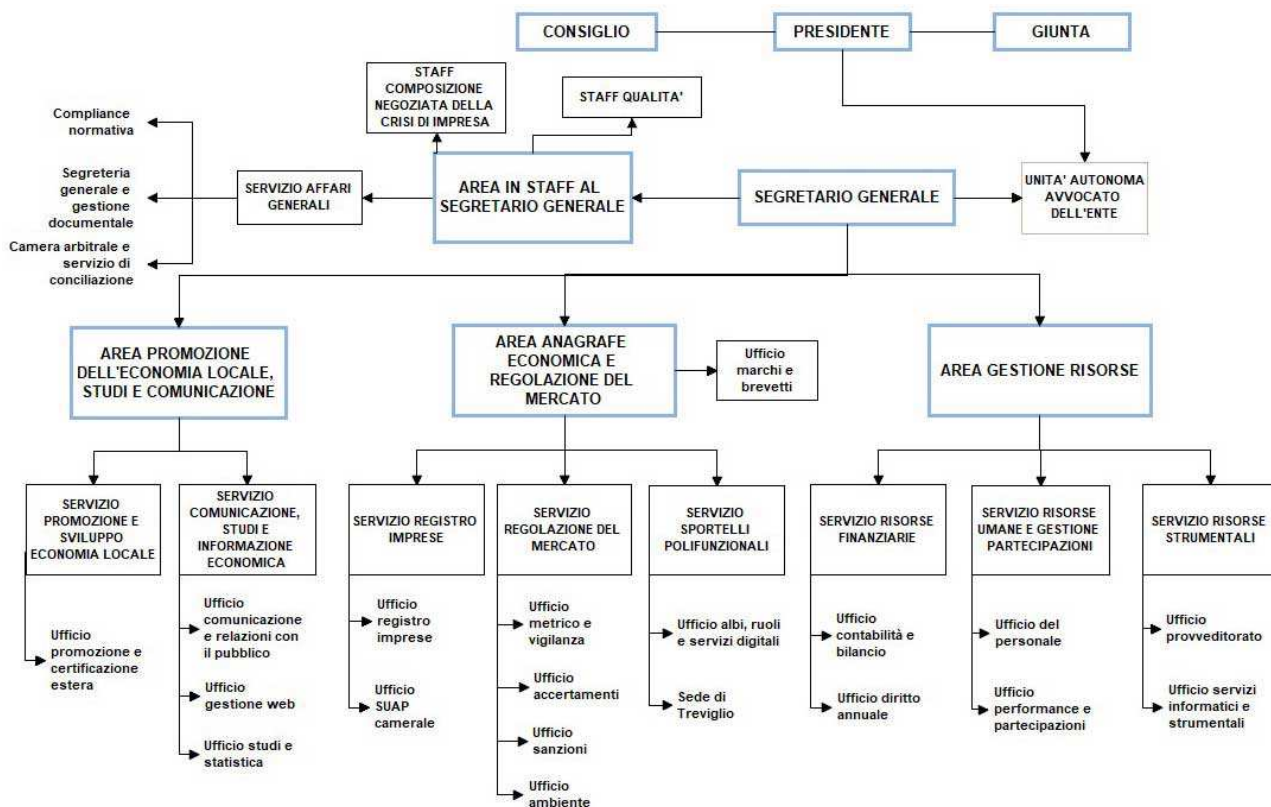 CONSIGLIO
PRESIDENTE
GIUNTA
STAFF
COMPOSIZIONE
NEGOZIATA DELLA
CRISI DI IMPRESA
STAFF QUALITA'
Compliance
normativa
Segreteria
generale e
gestione
documentale
Camera arbitrale e
servizio di
conciliazione
SERVIZIO AFFARI
GENERALI
AREA IN STAFF AL
SEGRETARIO GENERALE
SEGRETARIO GENERALE
UNITA' AUTONOMA
AVVOCATO
DELL'ENTE
AREA PROMOZIONE
DELL'ECONOMIA LOCALE,
STUDI E COMUNICAZIONE
AREA ANAGRAFE
ECONOMICA E
REGOLAZIONE DEL
MERCATO
Ufficio
marchi e
brevetti
AREA GESTIONE RISORSE
SERVIZIO
PROMOZIONE E
SVILUPPO
ECONOMIA LOCALE
SERVIZIO
COMUNICAZIONE,
STUDI E
INFORMAZIONE
ECONOMICA
SERVIZIO REGISTRO
IMPRESE
SERVIZIO
REGOLAZIONE DEL
MERCATO
SERVIZIO
SPORTELLI
POLIFUNZIONALI
SERVIZIO RISORSE
FINANZIARIE
SERVIZIO RISORSE
UMANE E GESTIONE
PARTECIPAZIONI
SERVIZIO RISORSE
STRUMENTALI
Ufficio
promozione e
certificazione
estera
Ufficio
comunicazione
e relazioni con
il pubblico
Ufficio
gestione web
Ufficio studi e
statistica
Ufficio
registro
imprese
Ufficio
SUAP
camerale
Ufficio
metrico e
vigilanza
Ufficio
accertamenti
Ufficio
sanzioni
Ufficio
ambiente
Ufficio albi, ruoli
e servizi digitali
Sede di
Treviglio
Ufficio
contabilità e
bilancio
Ufficio diritto
annuale
Ufficio del
personale
Ufficio
performance e
partecipazioni
Ufficio
provveditorato
Ufficio servizi
informatici e
strumentali